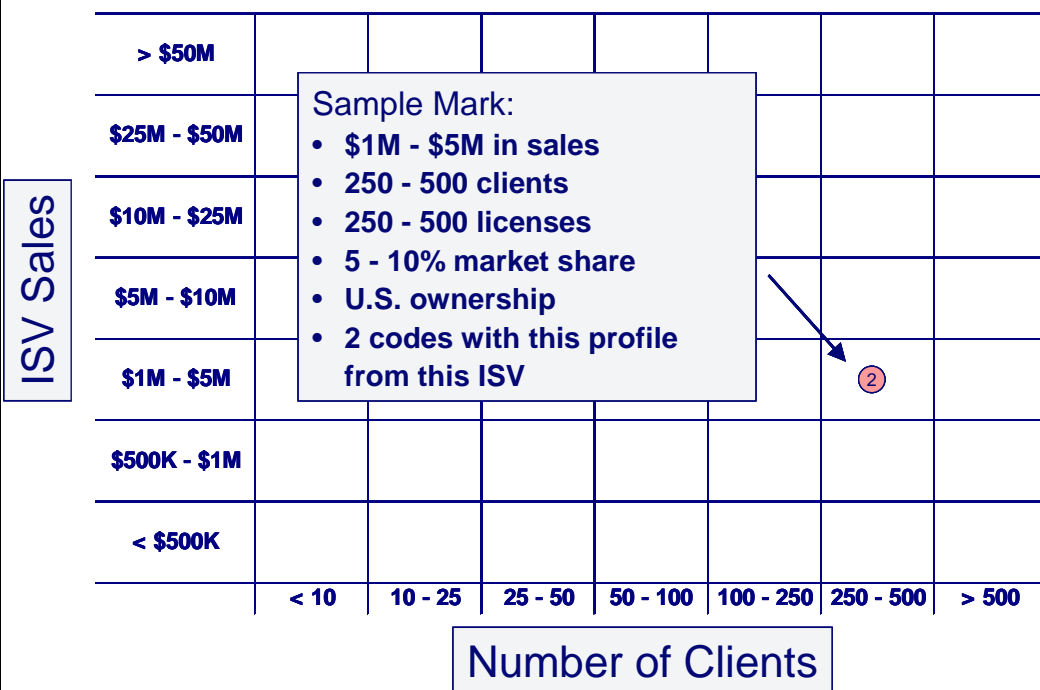 > $50M
Sample Mark:
• $1M - $5M in sales
• 250 - 500 clients
• 250 - 500 licenses
• 5 - 10% market share
• U.S. ownership
• 2 codes with this profile
from this ISV
$25M - $50M
$10M - $25M
$5M - $10M
$1M - $5M
$500K - $1M
< $500K
ISV Sales
2
< 10
10 - 25
25 - 50
50 - 100
100 - 250
250 - 500
> 500
Number of Clients